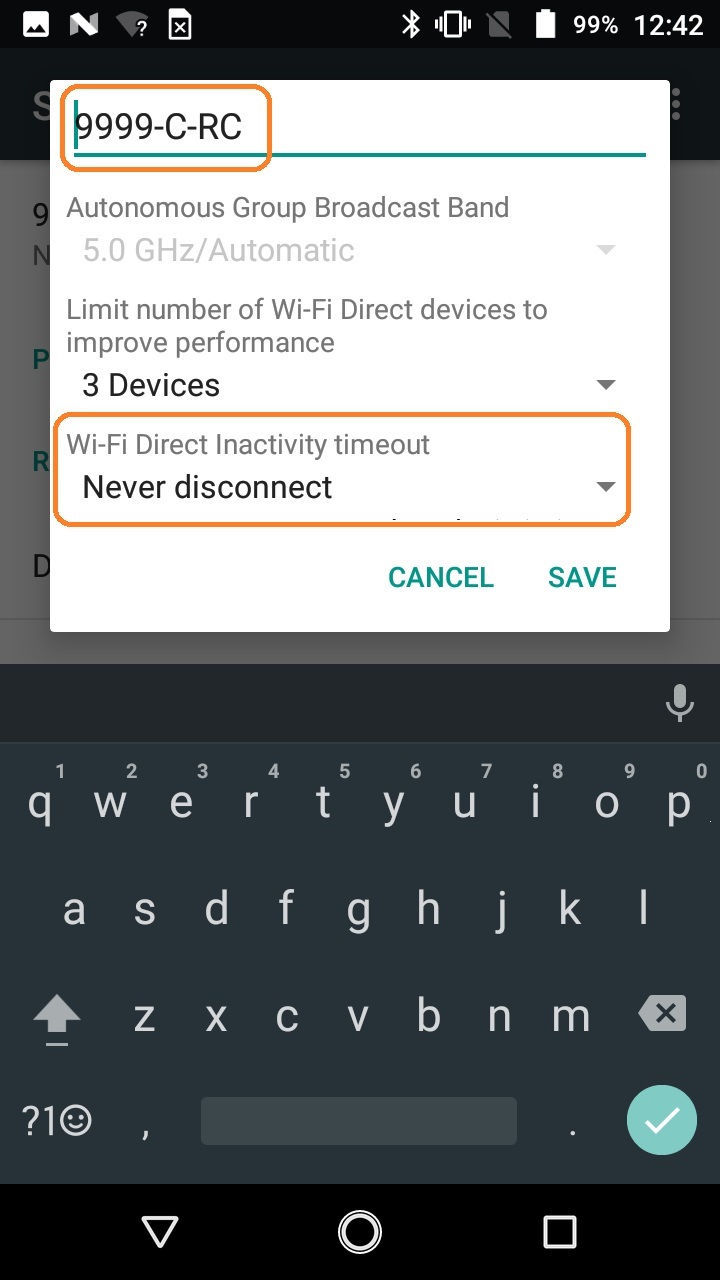 99% 12:42
S
9999-C-RC
Autonomous Group Broadcast Band
5.0 GHz/Automatic
Limit number of Wi-Fi Direct devices to
improve performance
3 Devices
Wi-Fi Direct Inactivity timeout
Never disconnect
CANCEL SAVE
9
N
P
R
D
1 2 3 4 5 6 7 8 9 0
q w e r t y u i o p
a s d f g h j k l
z x c v b n m
?1☺ , .